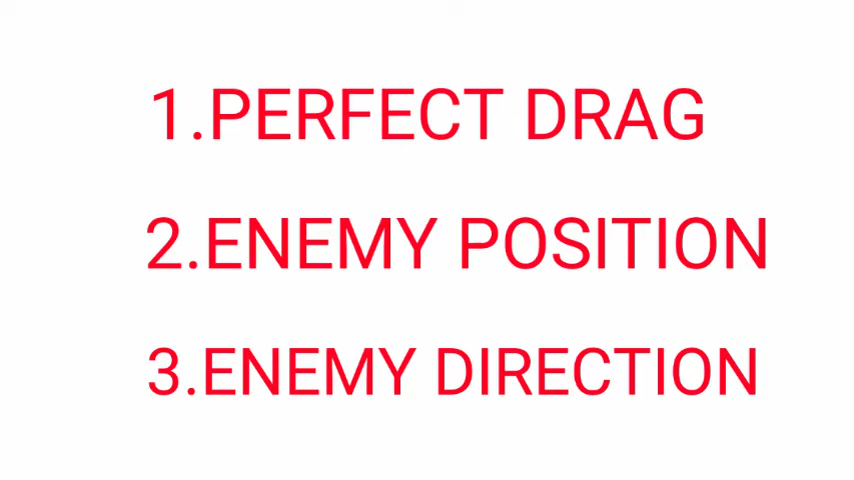 1.PERFECT DRAG
2.ENEMY POSITION
3.ENEMY DIRECTION